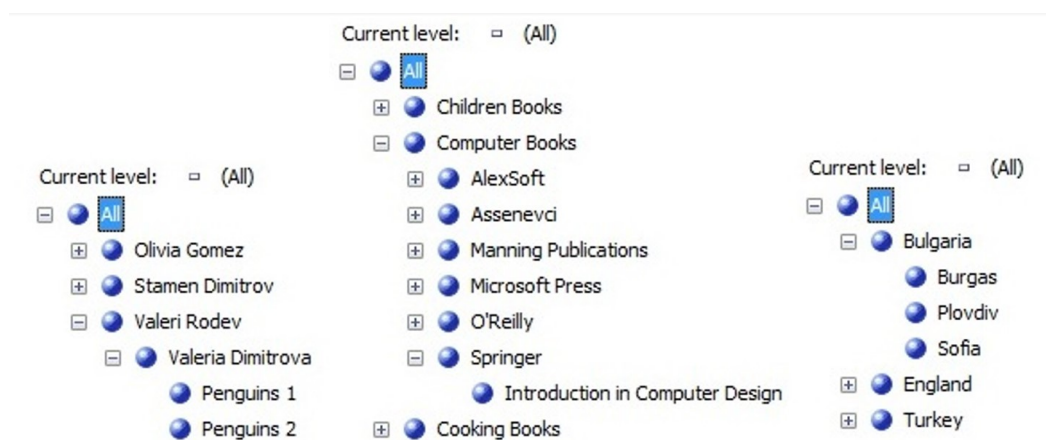 Current level: (All)
All
Olivia Gomez
Stamen Dimitrov
Valeri Rodev
Valeria Dimitrova
Penguins 1
Penguins 2
Current level: (All)
All
Children Books
Computer Books
AlexSoft
Assenevci
Manning Publications
Microsoft Press
O'Reilly
Springer
Introduction in Computer Design
Cooking Books
Current level: (All)
All
Bulgaria
Burgas
Plovdiv
Sofia
England
Turkey